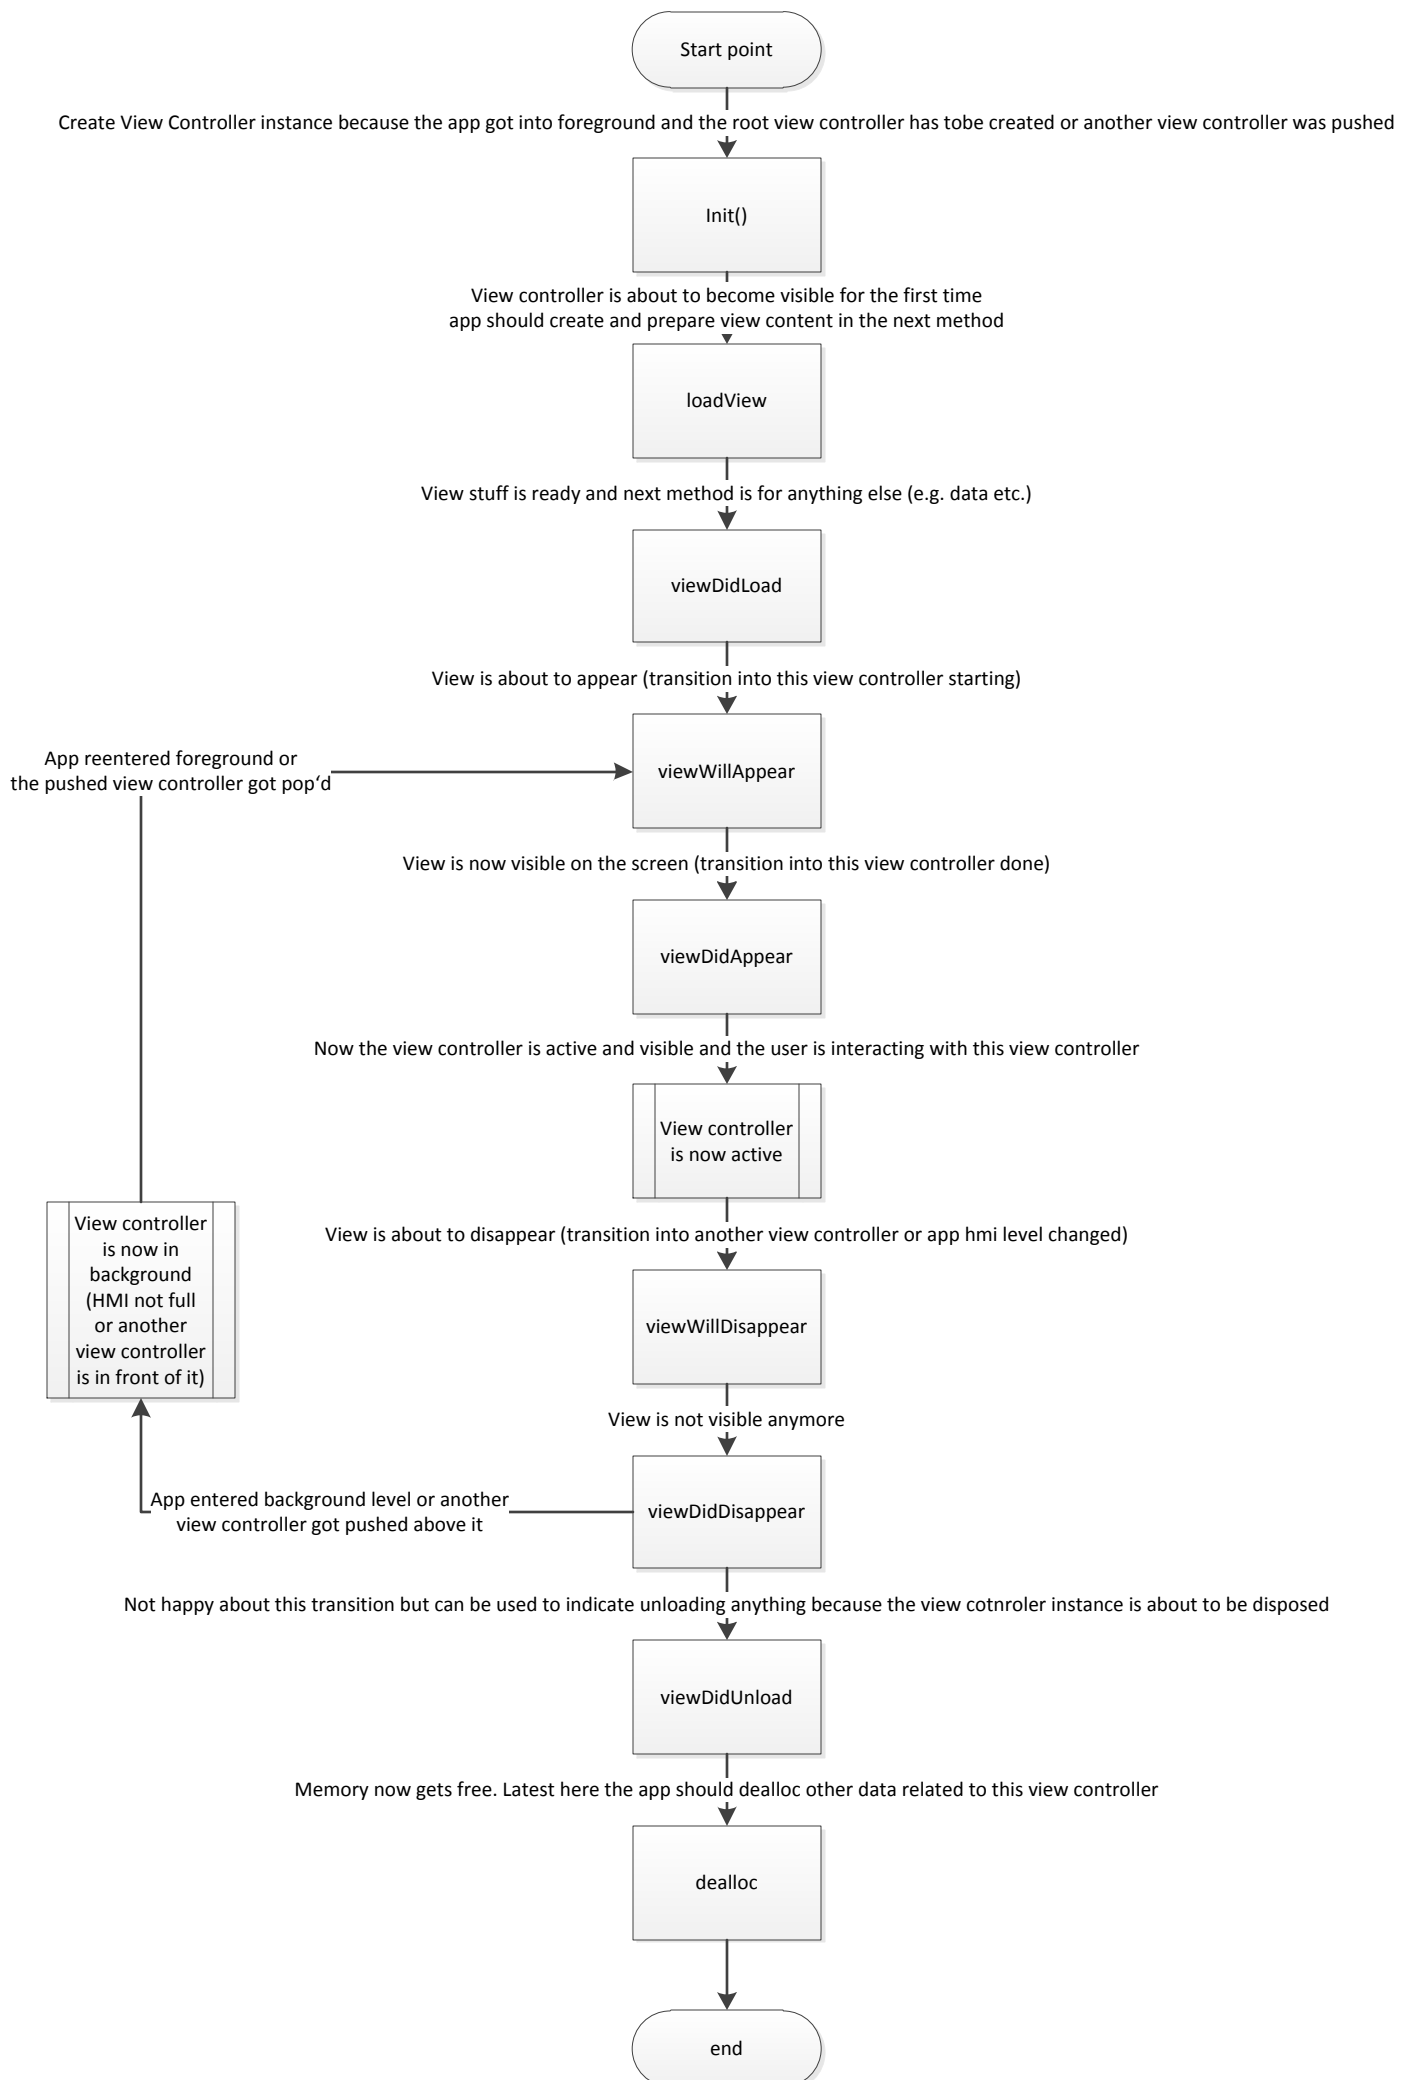 Start point
Create View Controller instance because the app got into foreground and the root view controller has tobe created or another view controller was pushed
Init()
View controller is about to become visible for the first time
app should create and prepare view content in the next method
loadView
View stuff is ready and next method is for anything else (e.g. data etc.)
viewDidLoad
View is about to appear (transition into this view controller starting)
App reentered foreground or
the pushed view controller got pop‘d
viewWillAppear
View is now visible on the screen (transition into this view controller done)
viewDidAppear
Now the view controller is active and visible and the user is interacting with this view controller
View controller
is now active
View is about to disappear (transition into another view controller or app hmi level changed)
View controller
is now in
background
(HMI not full
or another
view controller
is in front of it)
viewWillDisappear
View is not visible anymore
App entered background level or another
view controller got pushed above it
viewDidDisappear
Not happy about this transition but can be used to indicate unloading anything because the view cotnroler instance is about to be disposed
viewDidUnload
Memory now gets free. Latest here the app should dealloc other data related to this view controller
dealloc
end